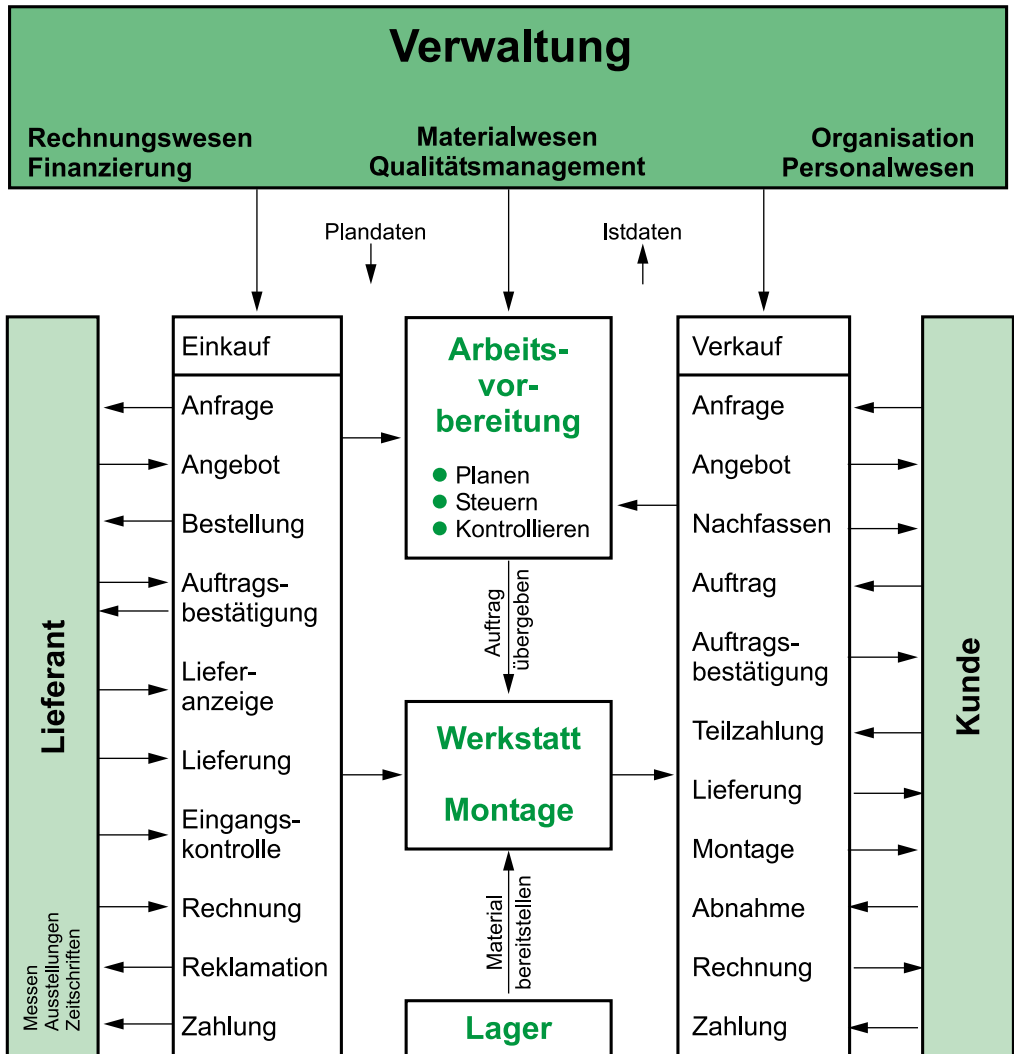 Verwaltung
Rechnungswesen
Finanzierung
Materialwesen
Qualitätsmanagement
Organisation
Personalwesen
Plandaten
Istdaten
Lieferant
Messen
Ausstellungen
Zeitschriften
Einkauf
Anfrage
Angebot
Bestellung
Auftrags-
bestätigung
Liefer-
anzeige
Lieferung
Eingangs-
kontrolle
Rechnung
Reklamation
Zahlung
Arbeits-
vor-
bereitung
● Planen
● Steuern
● Kontrollieren
Auftrag
übergeben
Werkstatt
Montage
Material
bereitstellen
Lager
Verkauf
Anfrage
Angebot
Nachfassen
Auftrag
Auftrags-
bestätigung
Teilzahlung
Lieferung
Montage
Abnahme
Rechnung
Zahlung
Kunde